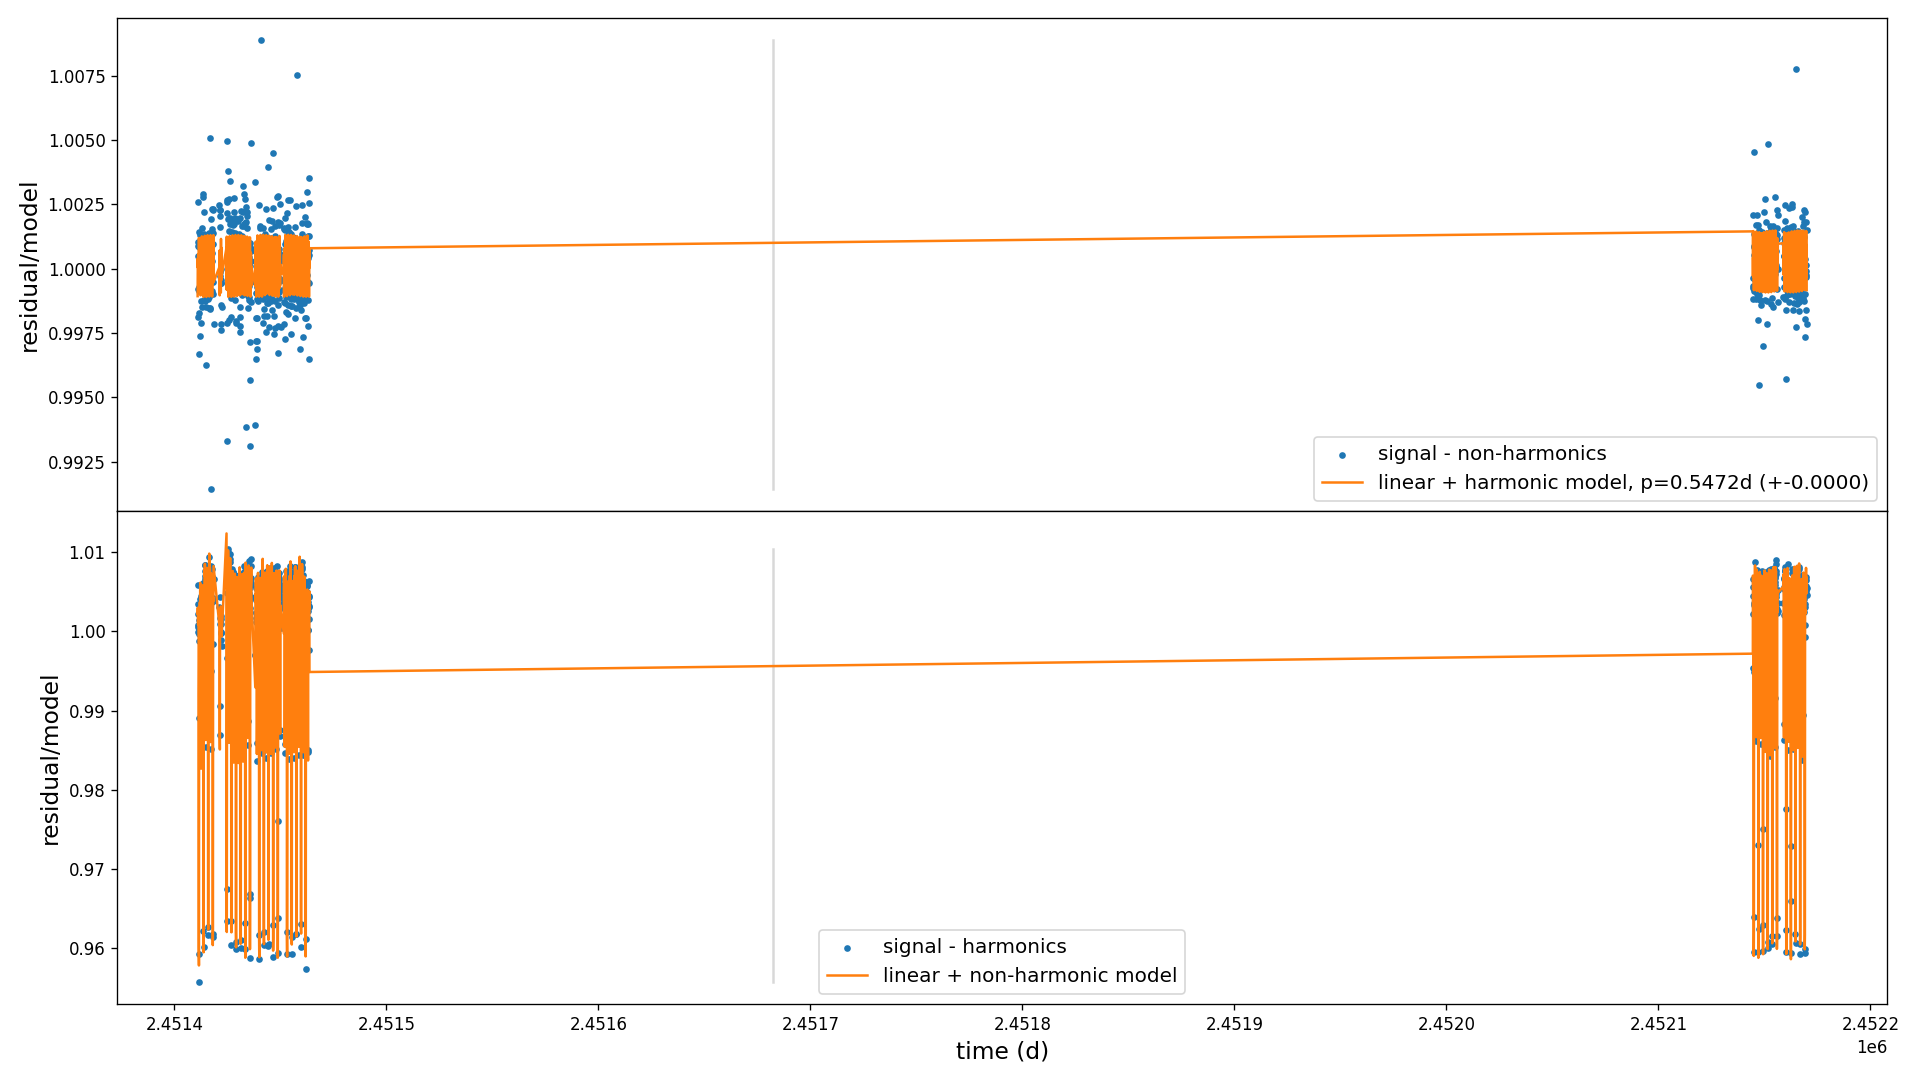 residual/model
1.0075
1.0050
1.0025
1.0000
0.9975
0.9950
0.9925
signal - non-harmonics
linear + harmonic model, p=0.5472d (+-0.0000)
residual/model
1.01
1.00
0.99
0.98
0.97
0.96
signal - harmonics
linear + non-harmonic model
2.4514 2.4515 2.4516 2.4517 2.4518 2.4519 2.4520 2.4521 2.4522
1e6
time (d)